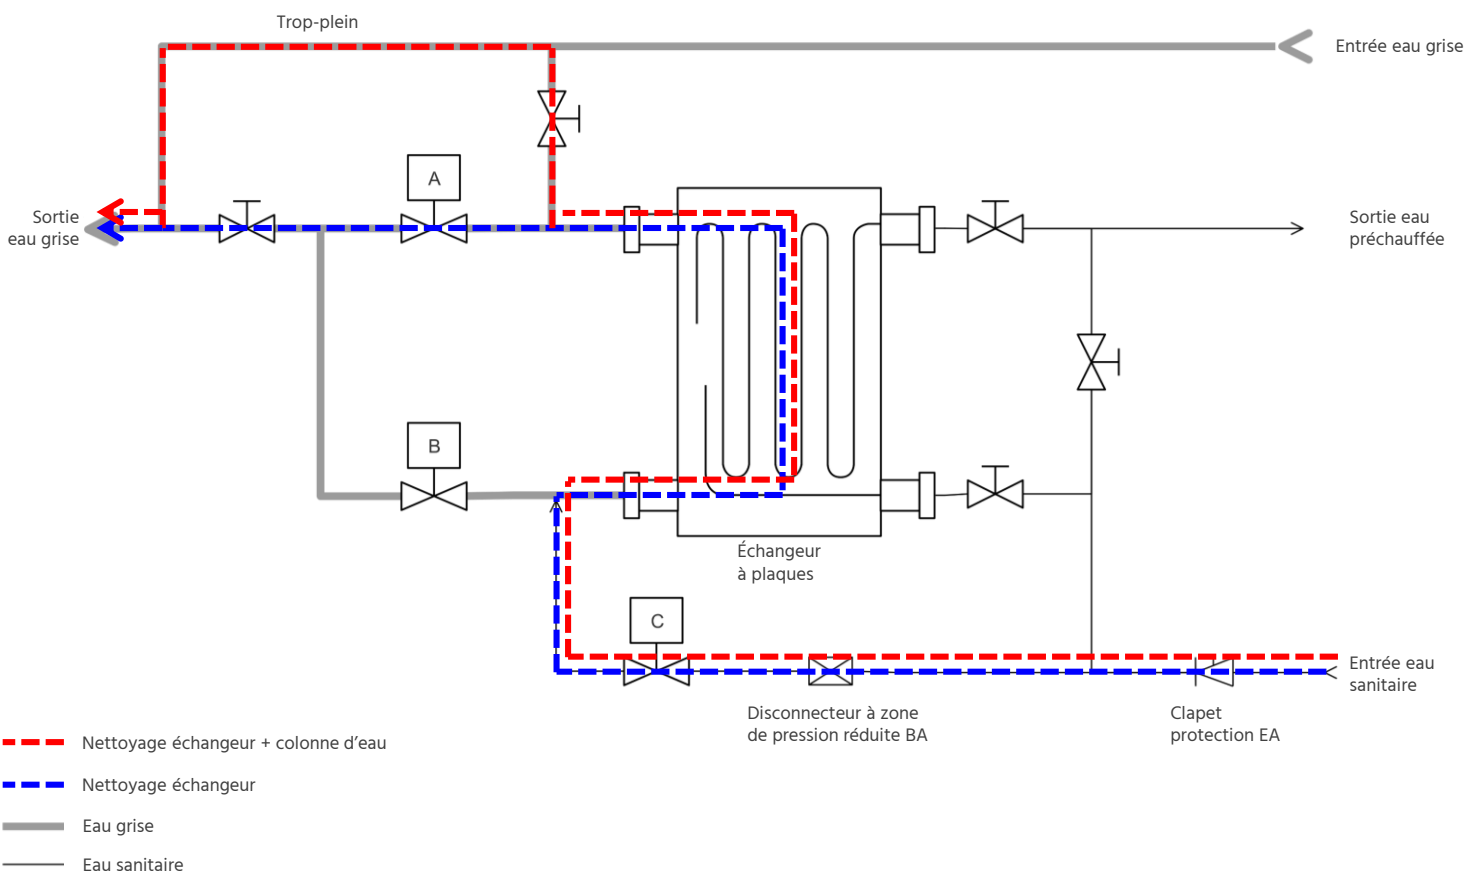 Trop-plein
Entrée eau grise
A
Sortie
eau grise
Sortie eau
préchauffée
B
Échangeur
à plaques
C
Entrée eau
sanitaire
Disconnecteur à zone
de pression réduite BA
Clapet
protection EA
Nettoyage échangeur + colonne d’eau
Nettoyage échangeur
Eau grise
Eau sanitaire